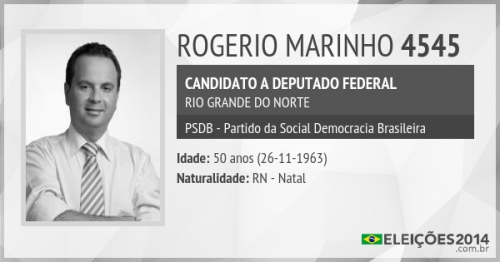 ROGERIO MARINHO 4545
CANDIDATO A DEPUTADO FEDERAL
RIO GRANDE DO NORTE
PSDB - Partido da Social Democracia Brasileira
Idade: 50 anos (26-11-1963)
Naturalidade: RN - Natal
ELEIÇÕES2014
.com.br